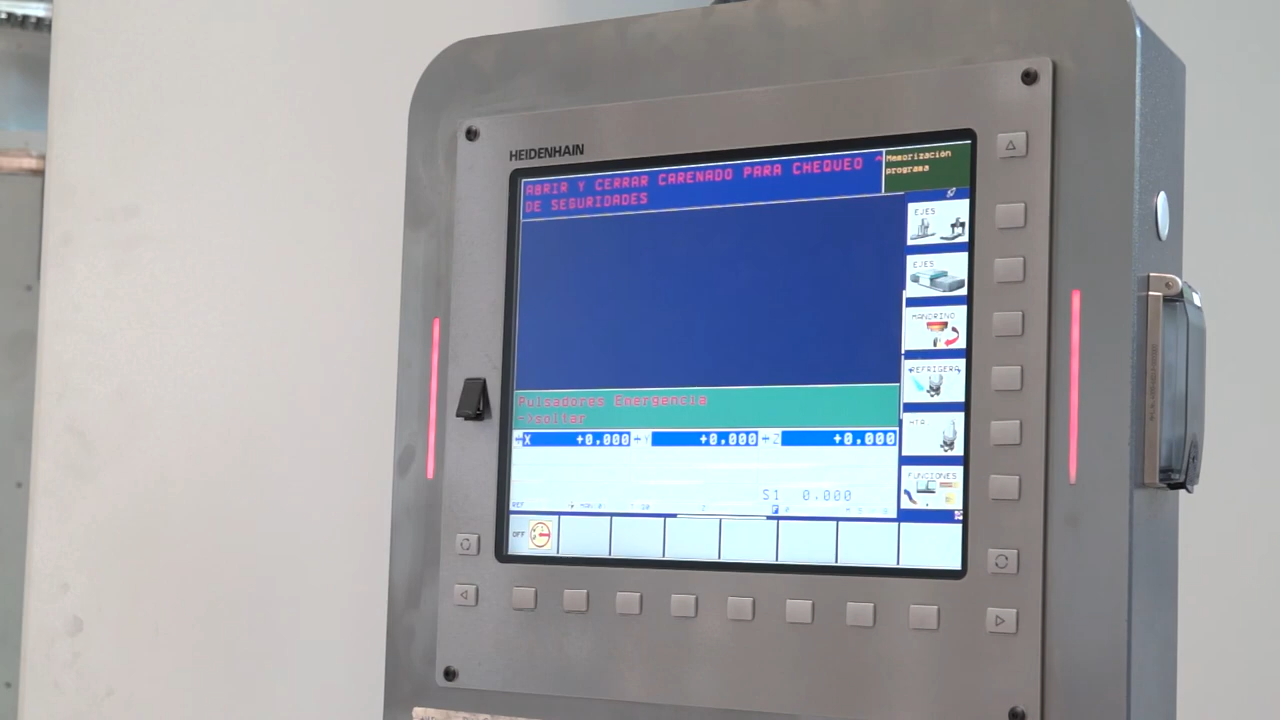 HEIDENHAIN
ABRIR Y CERRAR CARENADO PARA CHEQUEO
DE SEGURIDADES
Memorización
programa
EJES
EJES
MANDRINO
REFRIGERA
HTA
FUNCIONES
Pulsadores Emergencia
->soltar
X +0,000 Y +0,000 Z +0,000
S1 0.000
REF
OFF